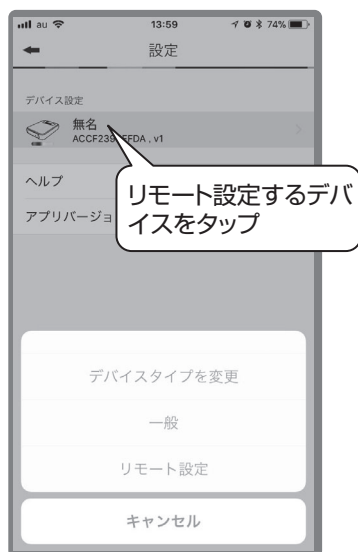 au 13:59 74%
設定
デバイス設定
無名
ACCF239 FFDA , v1
ヘルプ
アプリバージョ
リモート設定するデバ
イスをタップ
デバイスタイプを変更
一般
リモート設定
キャンセル